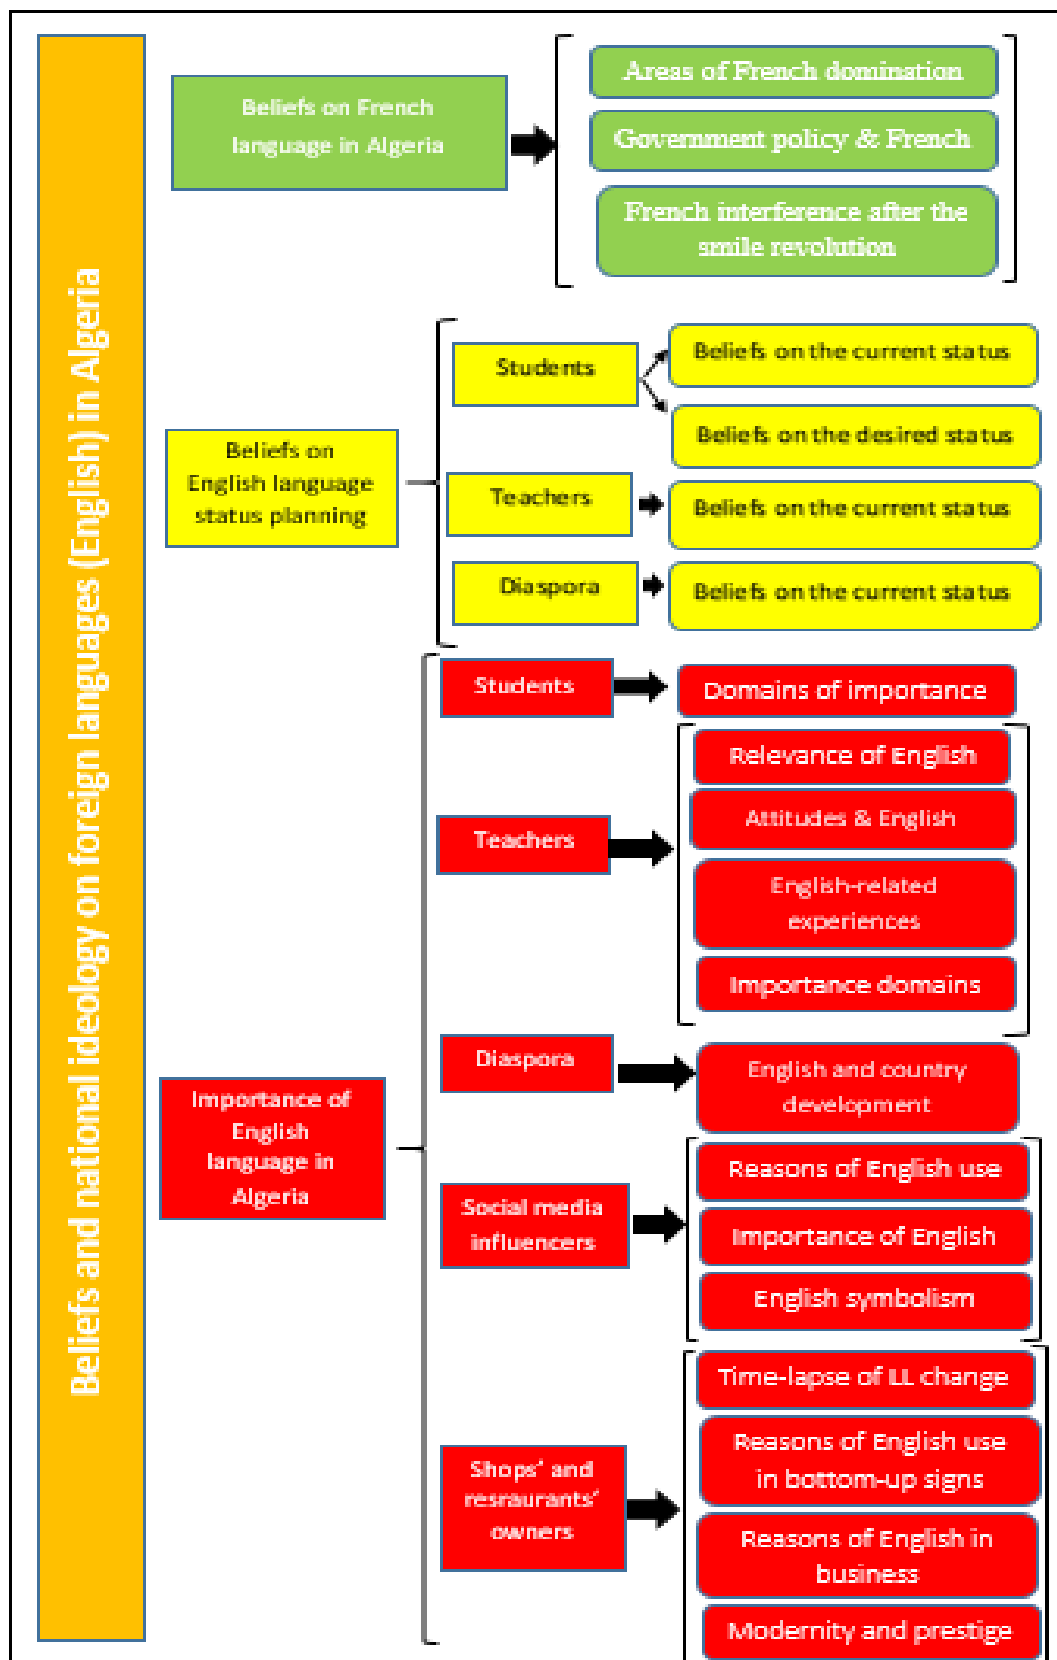 Beliefs and national ideology on foreign languages (English) in Algeria
Beliefs on French
language in Algeria
Areas of French domination
Government policy & French
French interference after the
smile revolution
Beliefs on
English language
status planning
Students
Beliefs on the current status
Beliefs on the desired status
Teachers
Beliefs on the current status
Diaspora
Beliefs on the current status
Importance of
English
language in
Algeria
Students
Domains of importance
Teachers
Relevance of English
Attitudes & English
English-related
experiences
Importance domains
Diaspora
English and country
development
Social media
influencers
Reasons of English use
Importance of English
English symbolism
Shops' and
resraurants'
owners
Time-lapse of LL change
Reasons of English use
in bottom-up signs
Reasons of English in
business
Modernity and prestige